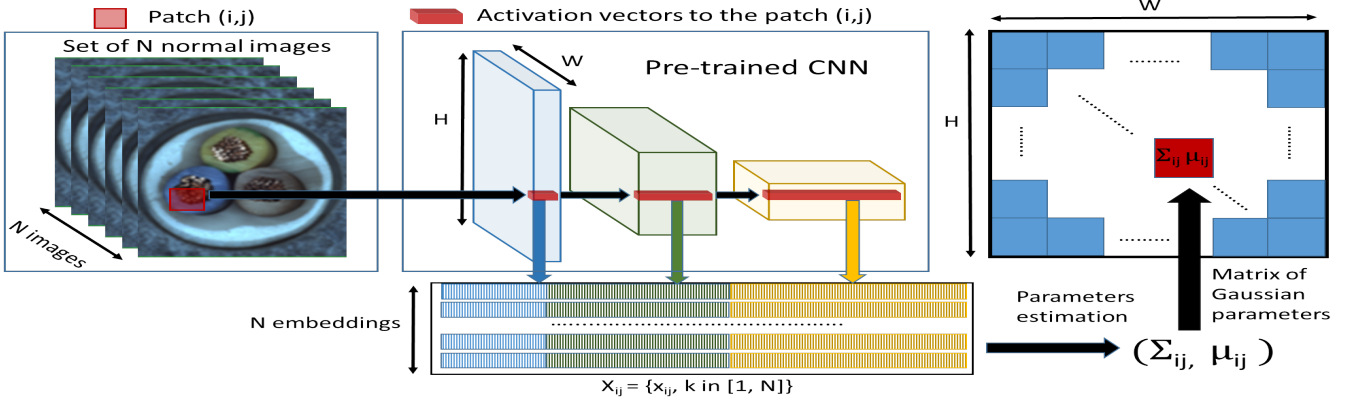 Patch (i,j)
Activation vectors to the patch (i,j)
W
Set of N normal images
W
Pre-trained CNN
H
H
Σij μij
N images
N embeddings
Parameters
estimation
Matrix of
Gaussian
parameters
(Σij, μij )
Xij = {xij, k in [1, N]}